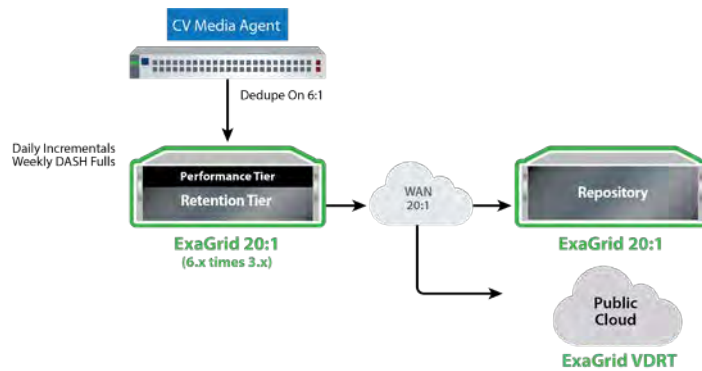 CV Media Agent
Dedupe On 6:1
Daily Incrementals
Weekly DASH Fulls
Performance Tier
Retention Tier
ExaGrid 20:1
(6.x times 3.x)
WAN
20:1
Repository
ExaGrid 20:1
Public
Cloud
ExaGrid VDRT